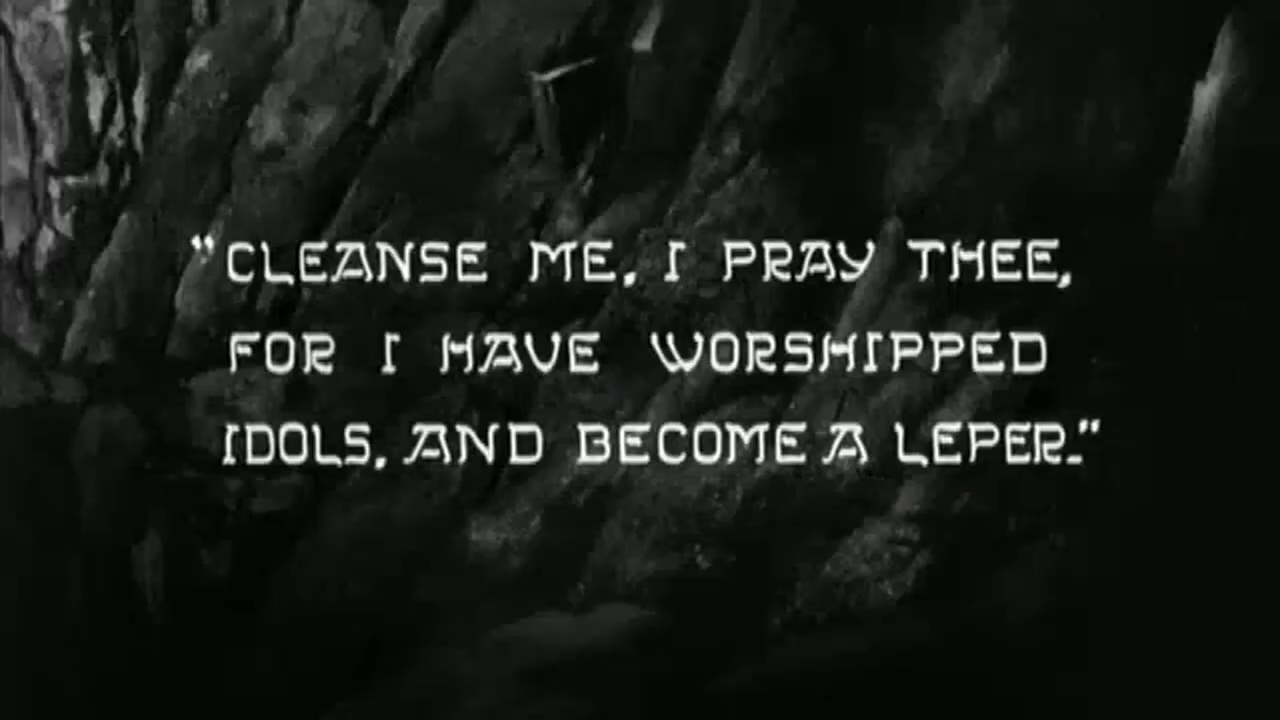 "CLEANSE ME, I PRAY THEE,
FOR I HAVE WORSHIPPED
IDOLS, AND BECOME A LEPER."